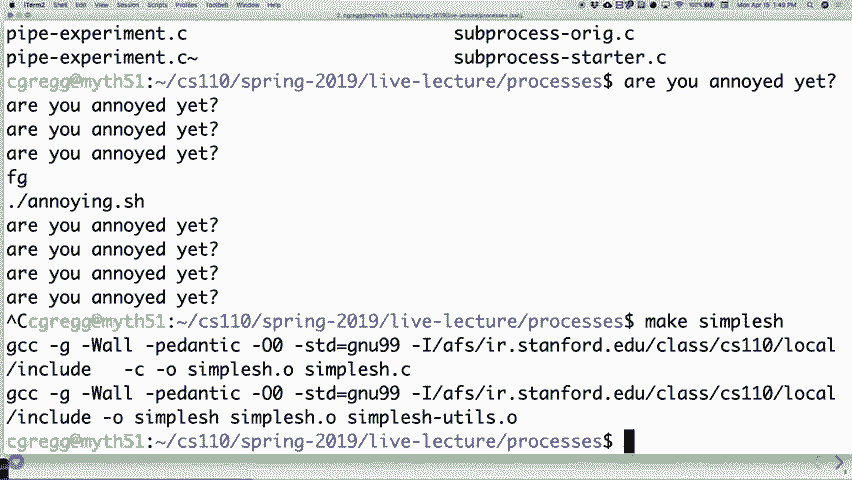 iTerm2 Shell Edit View Session Scripts Profiles Toolbelt Window Help
pipe-experiment.c subprocess-orig.c
pipe-experiment.c~ subprocess-starter.c
cgregg@myth51:~/cs110/spring-2019/live-lecture/processes$ are you annoyed yet?
are you annoyed yet?
are you annoyed yet?
are you annoyed yet?
fg
./annoying.sh
are you annoyed yet?
are you annoyed yet?
are you annoyed yet?
are you annoyed yet?
^Ccgregg@myth51:~/cs110/spring-2019/live-lecture/processes$ make simplesh
gcc -g -Wall -pedantic -O0 -std=gnu99 -I/afs/ir.stanford.edu/class/cs110/local
/include   -c -o simplesh.o simplesh.c
gcc -g -Wall -pedantic -O0 -std=gnu99 -I/afs/ir.stanford.edu/class/cs110/local
/include -o simplesh simplesh.o simplesh-utils.o
cgregg@myth51:~/cs110/spring-2019/live-lecture/processes$